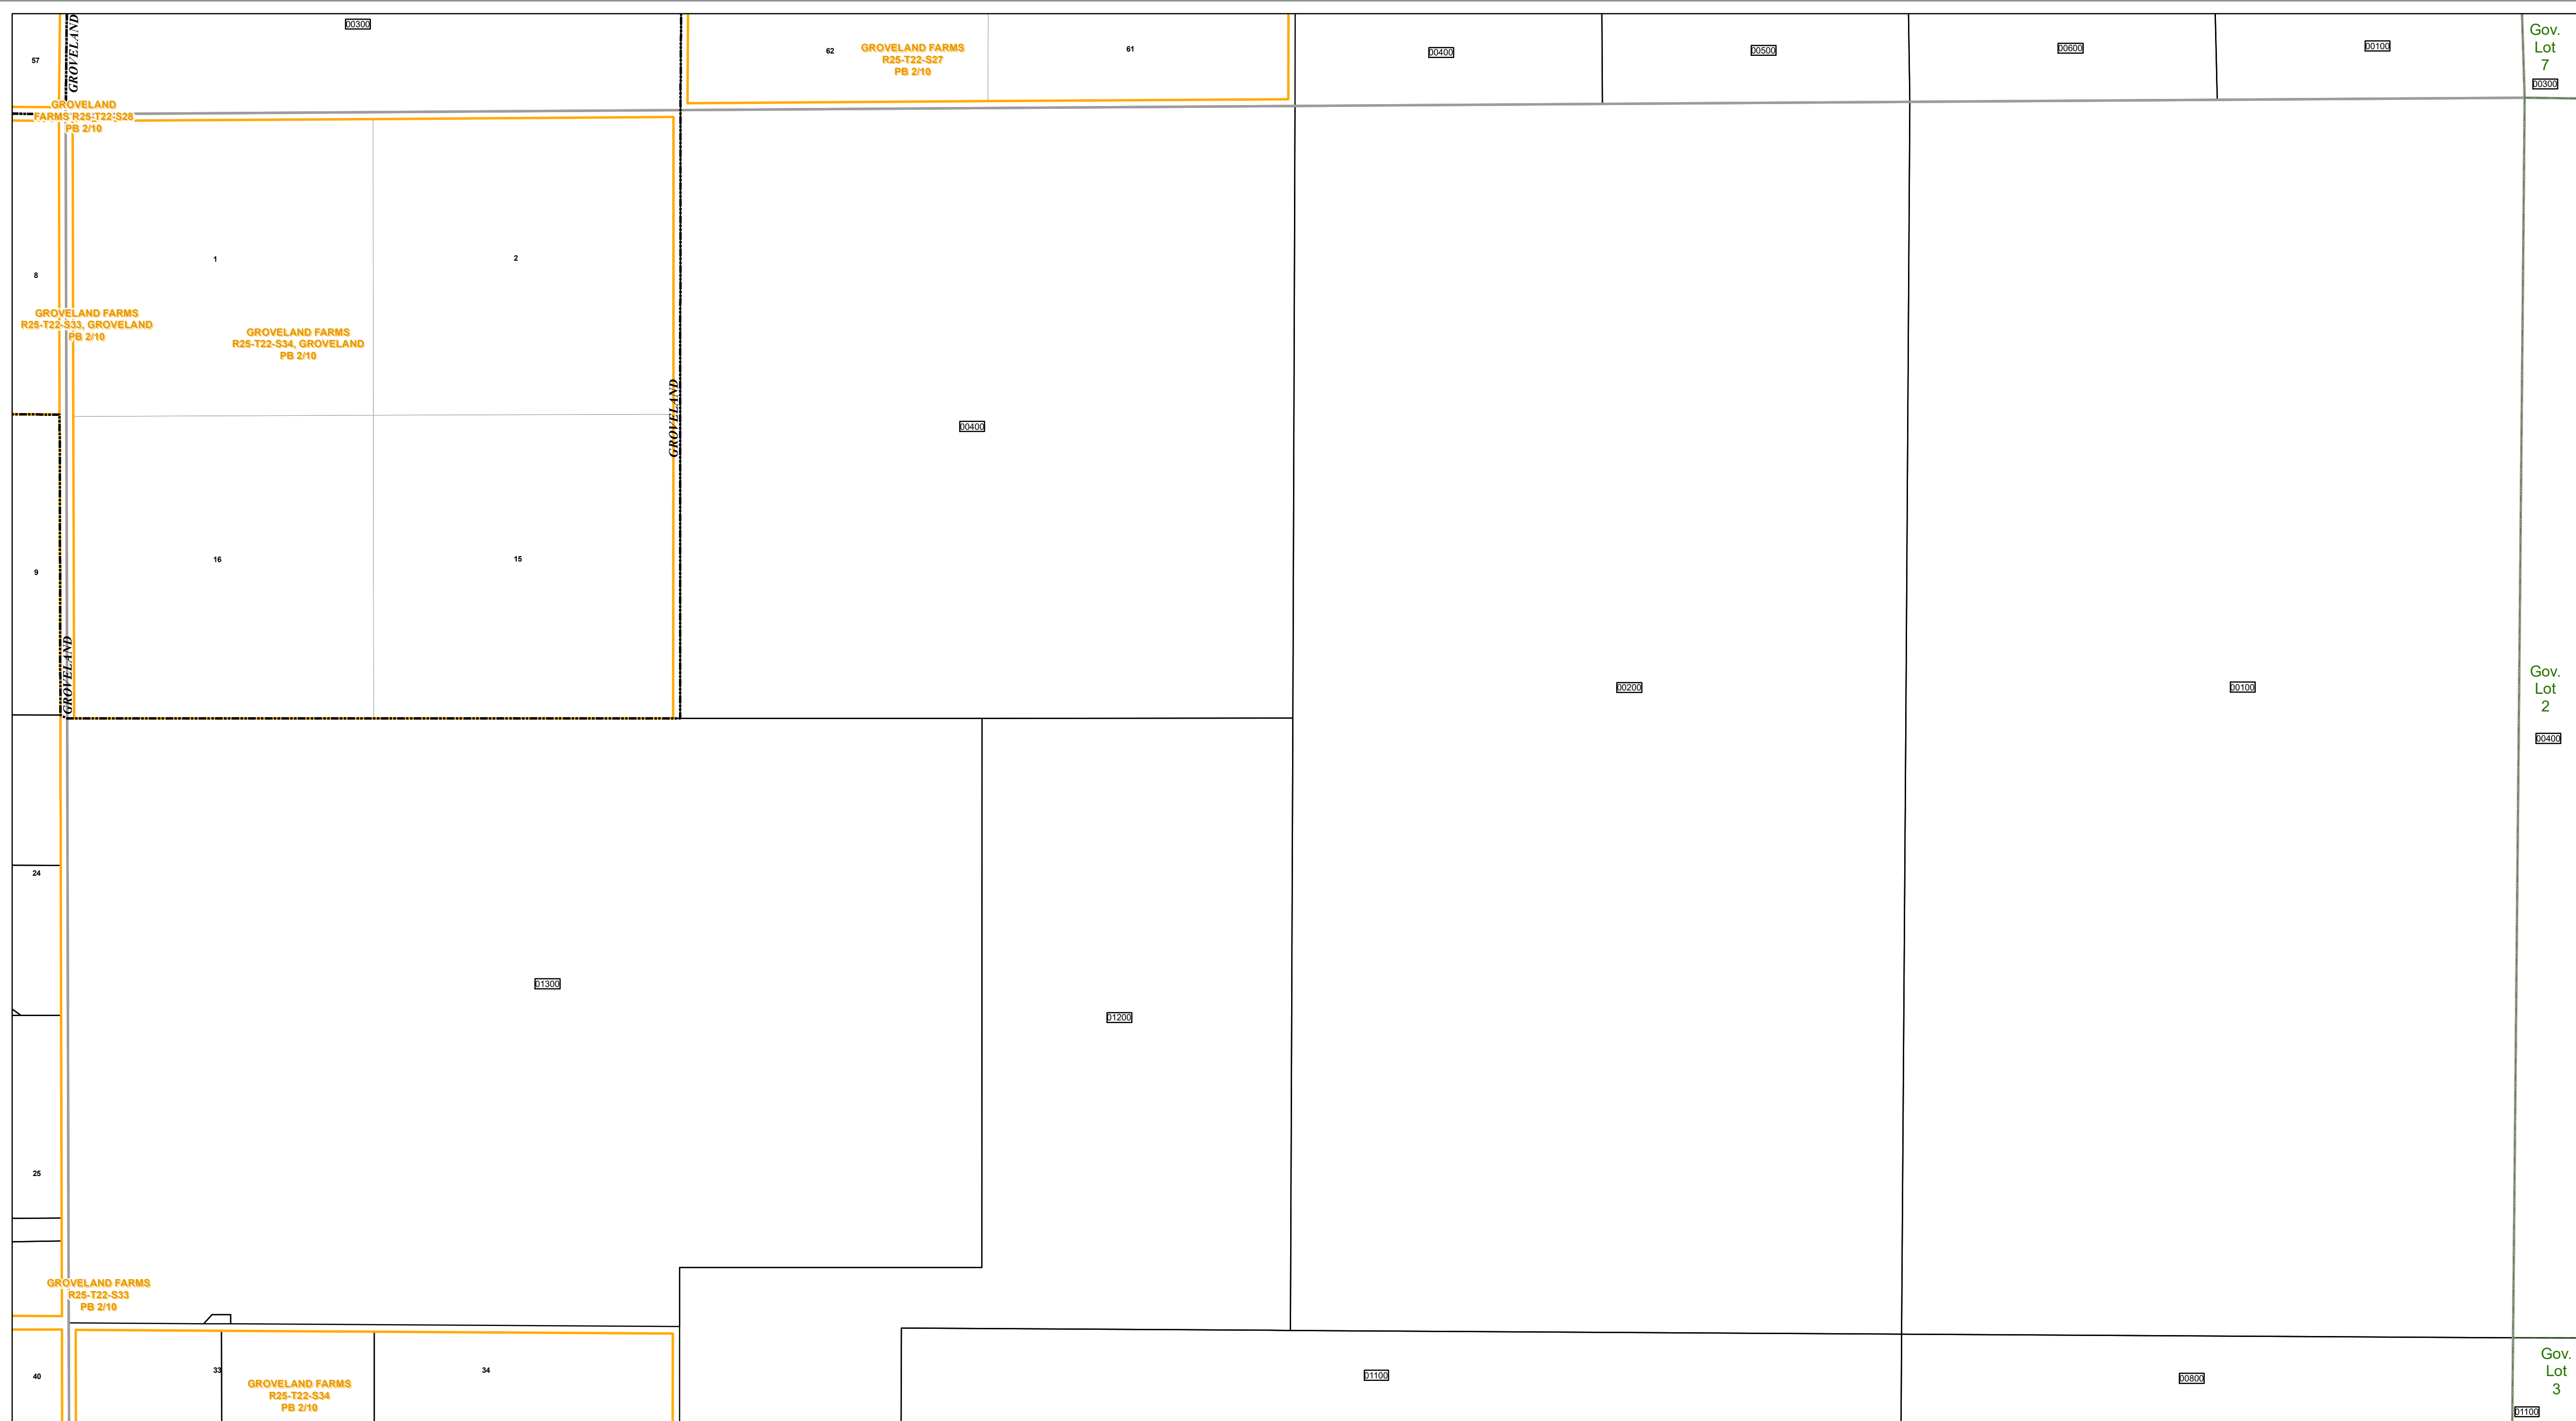 GROVELAND
00300
57
62
GROVELAND FARMS
R25-T22-S27
PB 2/10
61
00400
00500
00600
00100
Gov.
Lot
7
00300
GROVELAND
FARMS R25-T22-S28
PB 2/10
1
2
8
GROVELAND FARMS
R25-T22-S33, GROVELAND
PB 2/10
GROVELAND FARMS
R25-T22-S34, GROVELAND
PB 2/10
GROVELAND
00400
16
15
9
GROVELAND
00200
00100
Gov.
Lot
2
00400
24
01300
01200
25
GROVELAND FARMS
R25-T22-S33
PB 2/10
33
34
40
GROVELAND FARMS
R25-T22-S34
PB 2/10
01100
00800
Gov.
Lot
3
01100